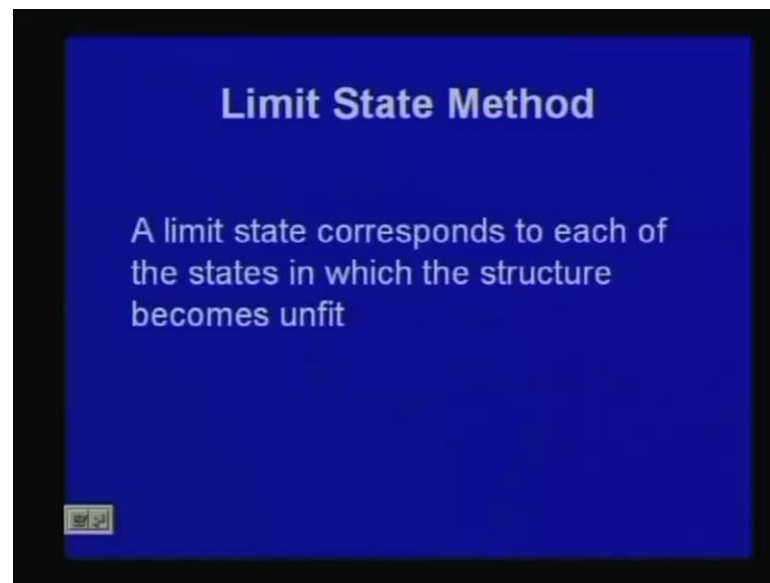 Limit State Method
A limit state corresponds to each of
the states in which the structure
becomes unfit